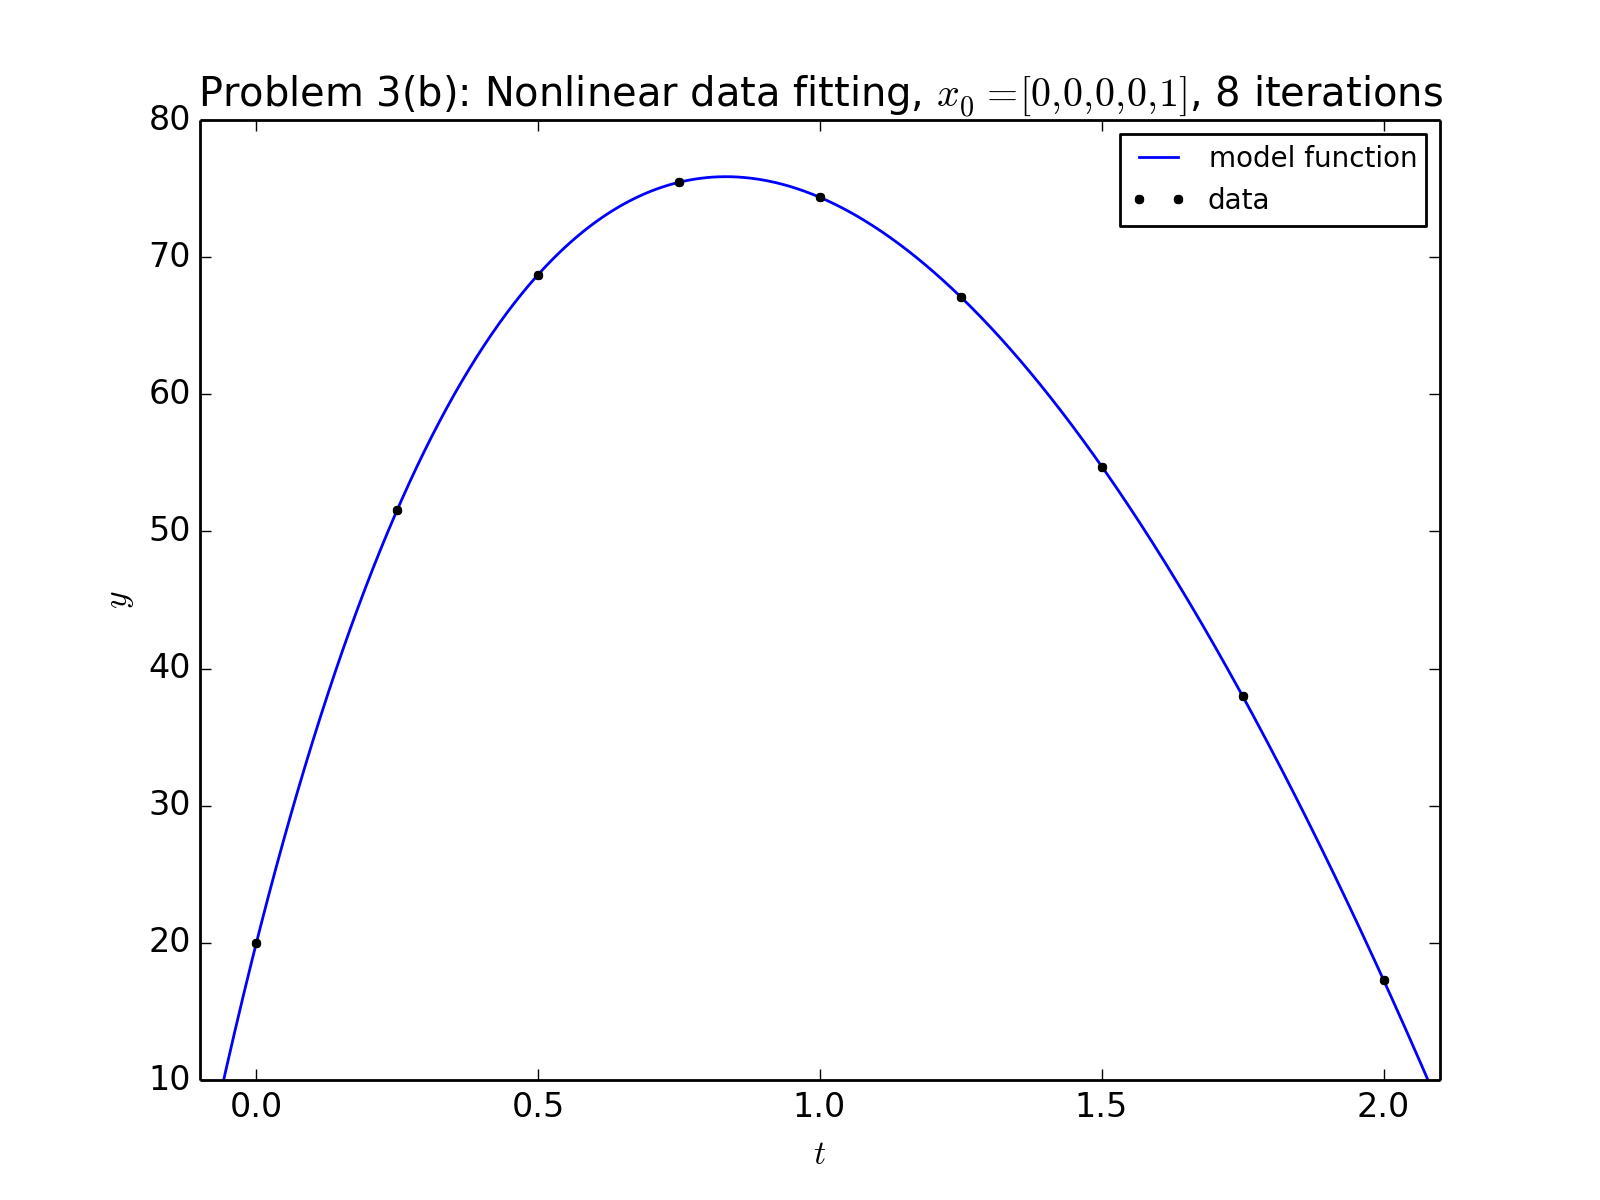 Problem 3(b): Nonlinear data fitting, x₀ =[0,0,0,0,1], 8 iterations
80
70
60
50
40
30
20
10
y
model function
data
0.0 0.5 1.0 1.5 2.0
t